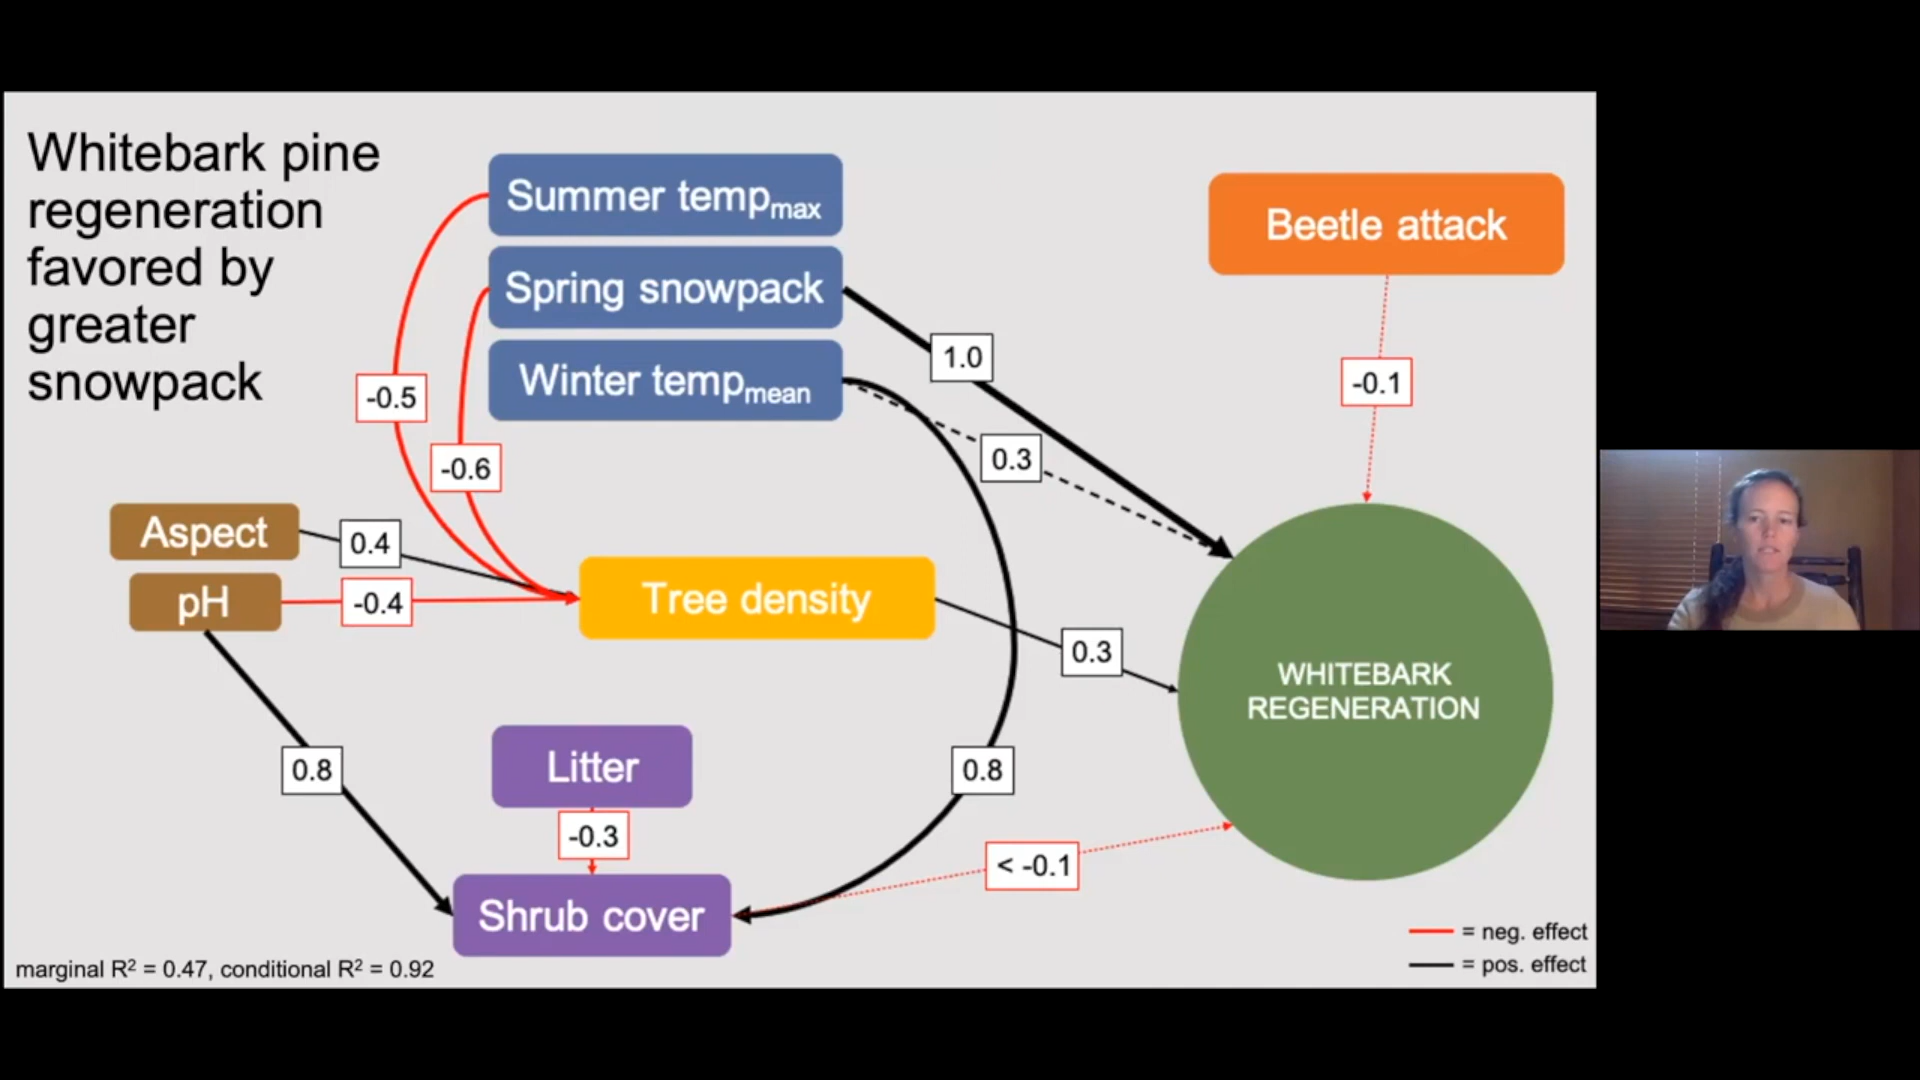 Whitebark pine
regeneration
favored by
greater
snowpack
Summer tempmax
Spring snowpack
Winter tempmean
Beetle attack
1.0
-0.1
-0.5
-0.6
0.3
Aspect
0.4
pH
-0.4
Tree density
0.3
WHITEBARK
REGENERATION
Litter
0.8
0.8
-0.3
< -0.1
Shrub cover
= neg. effect
= pos. effect
marginal R² = 0.47, conditional R² = 0.92